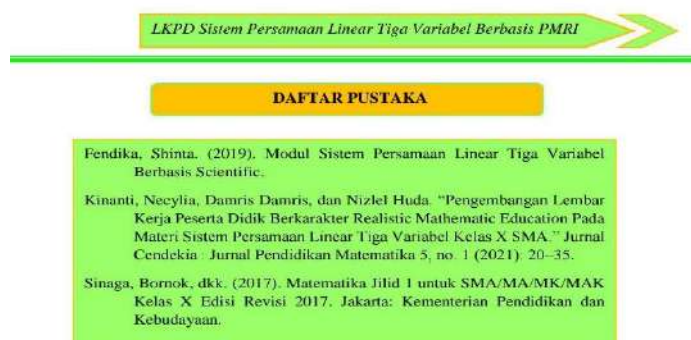 LKPD Sistem Persamaan Linear Tiga Variabel Berbasis PMRI
DAFTAR PUSTAKA
Fendika, Shinta. (2019). Modul Sistem Persamaan Linear Tiga Variabel
Berbasis Scientific.
Kinanti, Necylia, Damris Damris, dan Nizlel Huda. “Pengembangan Lembar
Kerja Peserta Didik Berkarakter Realistic Mathematic Education Pada
Materi Sistem Persamaan Linear Tiga Variabel Kelas X SMA.” Jurnal
Cendekia : Jurnal Pendidikan Matematika 5, no. 1 (2021): 20–35.
Sinaga, Bornok, dkk. (2017). Matematika Jilid 1 untuk SMA/MA/MK/MAK
Kelas X Edisi Revisi 2017. Jakarta: Kementerian Pendidikan dan
Kebudayaan.